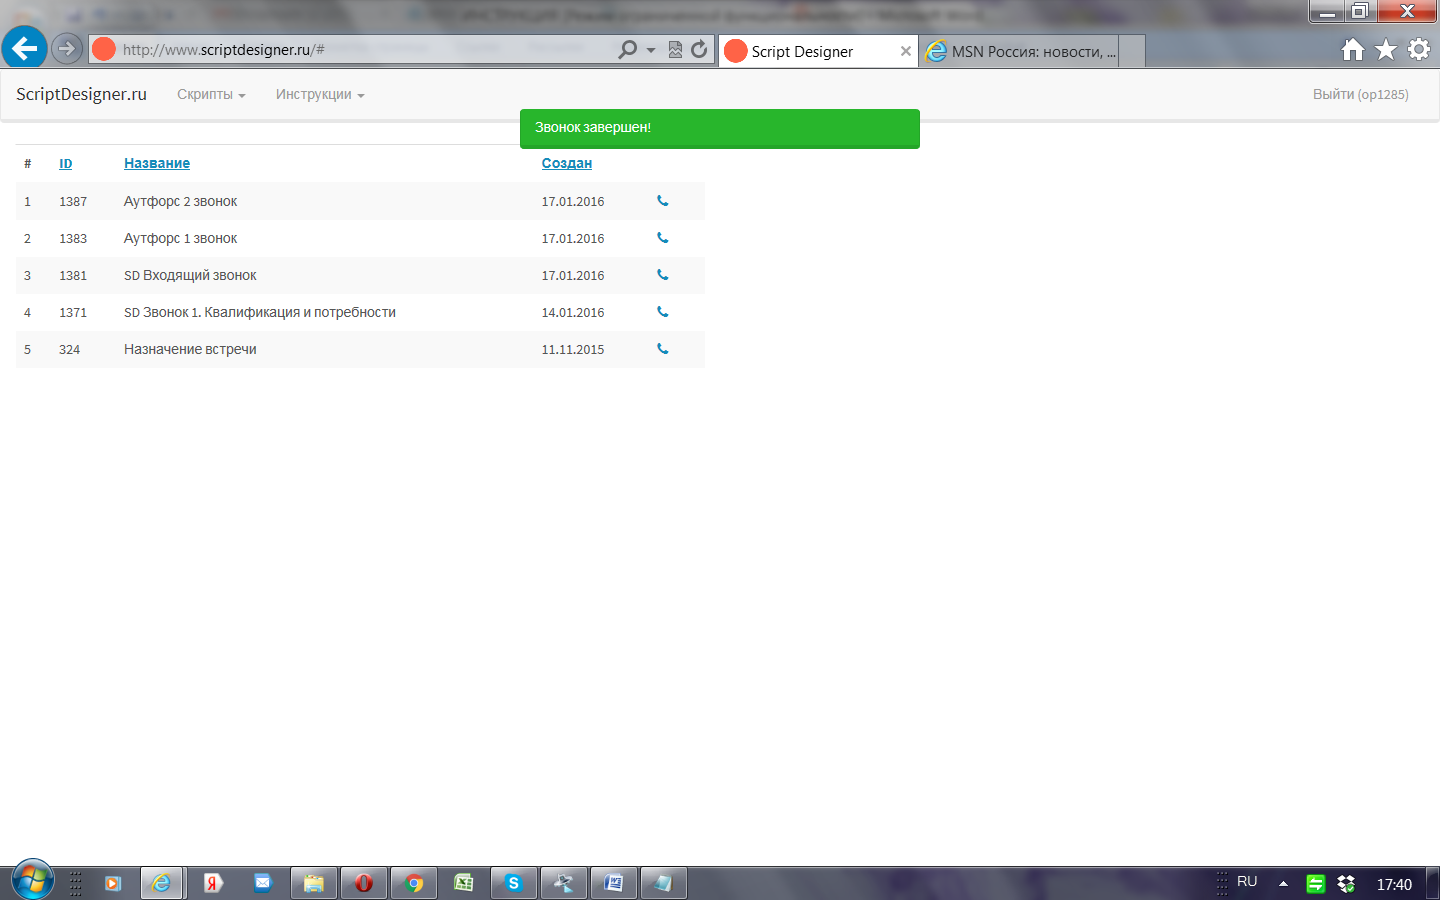 http://www.scriptdesigner.ru/#
Script Designer
MSN Россия: новости, ...
ScriptDesigner.ru
Скрипты
Инструкции
Выйти (op1285)
Звонок завершен!
# ID Название Создан
1 1387 Аутфорс 2 звонок 17.01.2016
2 1383 Аутфорс 1 звонок 17.01.2016
3 1381 SD Входящий звонок 17.01.2016
4 1371 SD Звонок 1. Квалификация и потребности 14.01.2016
5 324 Назначение встречи 11.11.2015
RU
17:40